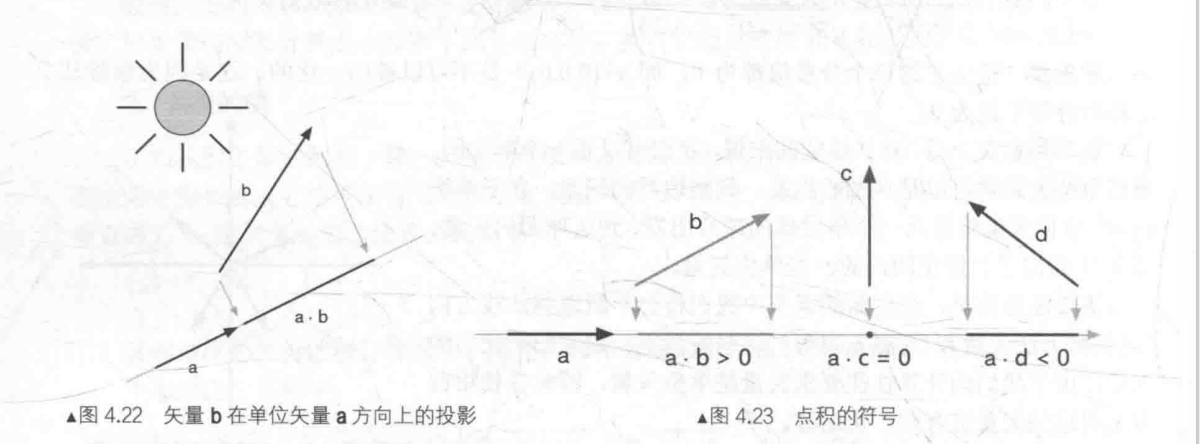 b
a · b
a
▲图 4.22 矢量 b 在单位矢量 a 方向上的投影
c
b
d
a
a · b > 0
a · c = 0
a · d < 0
▲图 4.23 点积的符号